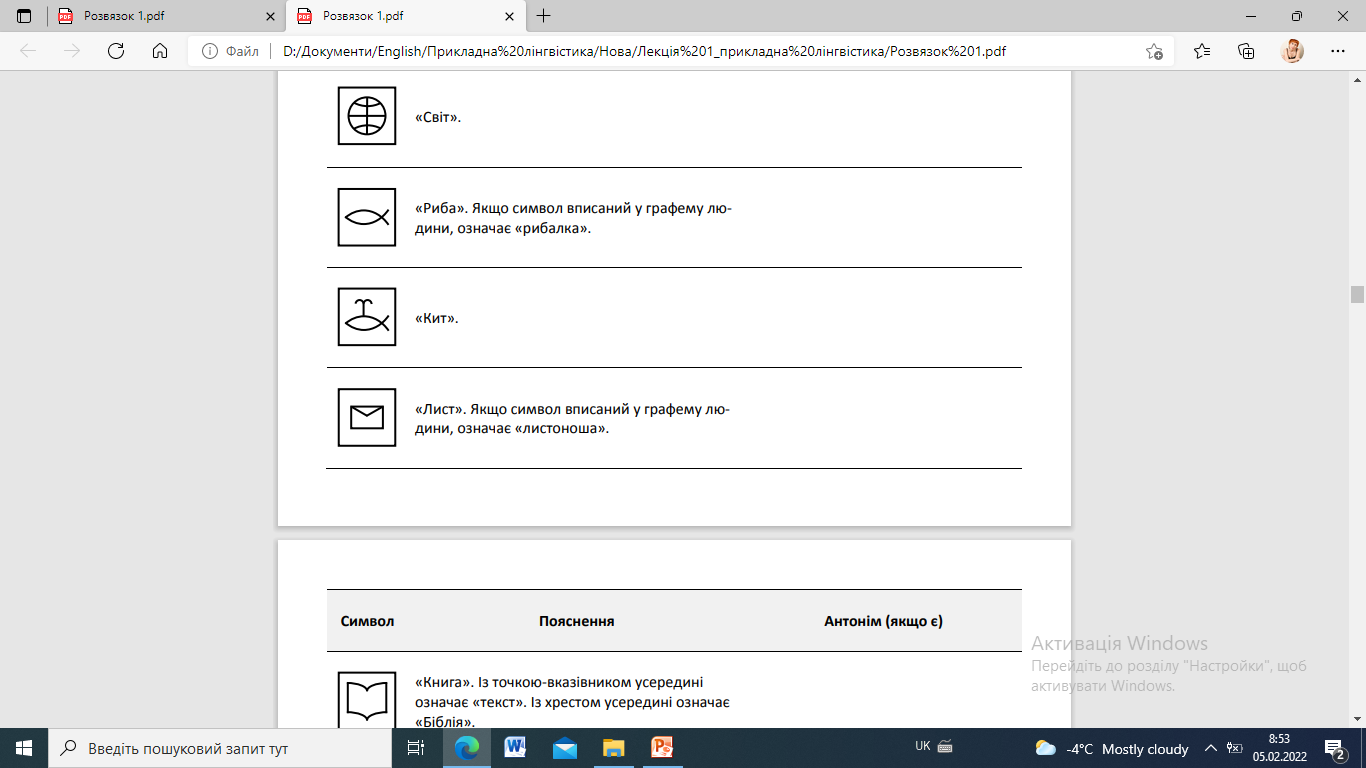 Розвязок 1.pdf
Розвязок 1.pdf
Файл
D:/Документи/English/Прикладна%20лінгвістика/Нова/Лекція%201_прикладна%20лінгвістика/Розвязок%201.pdf
«Світ».
«Риба». Якщо символ вписаний у графему лю-
дини, означає «рибалка».
«Кит».
«Лист». Якщо символ вписаний у графему лю-
дини, означає «листоноша».
Символ Пояснення Антонім (якщо є)
«Книга». Із точкою-вказівником усередині
означає «текст». Із хрестом усередині означає
«Біблія».
Активація Windows
Перейдіть до розділу "Настройки", щоб
активувати Windows.
Введіть пошуковий запит тут
UK
-4°C Mostly cloudy
8:53
05.02.2022
2